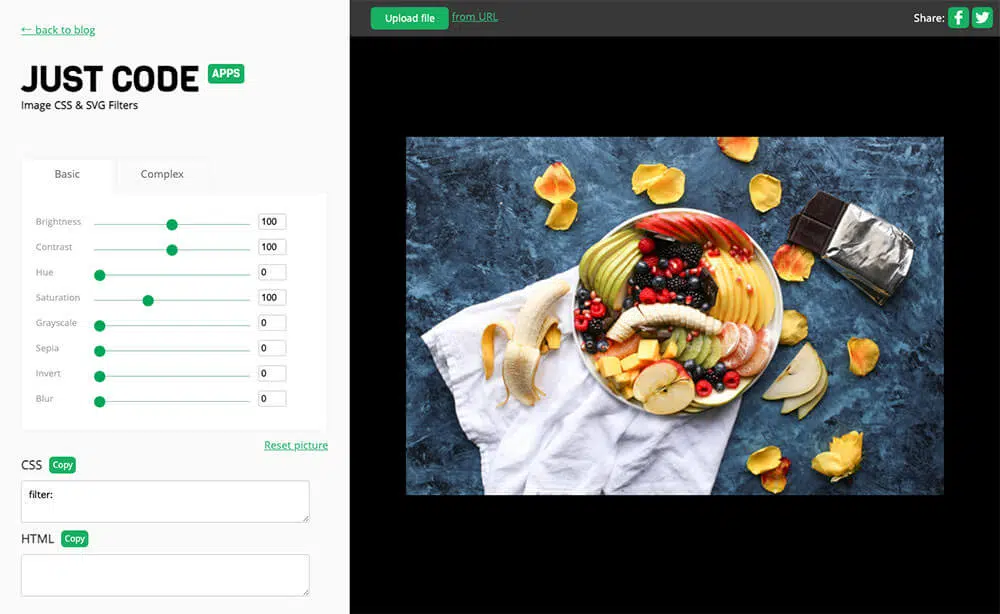 ← back to blog
JUST CODE APPS
Image CSS & SVG Filters
Basic
Complex
Brightness 100
Contrast 100
Hue 0
Saturation 100
Grayscale 0
Sepia 0
Invert 0
Blur 0
Reset picture
CSS Copy
filter:
HTML Copy
Upload file from URL
Share: